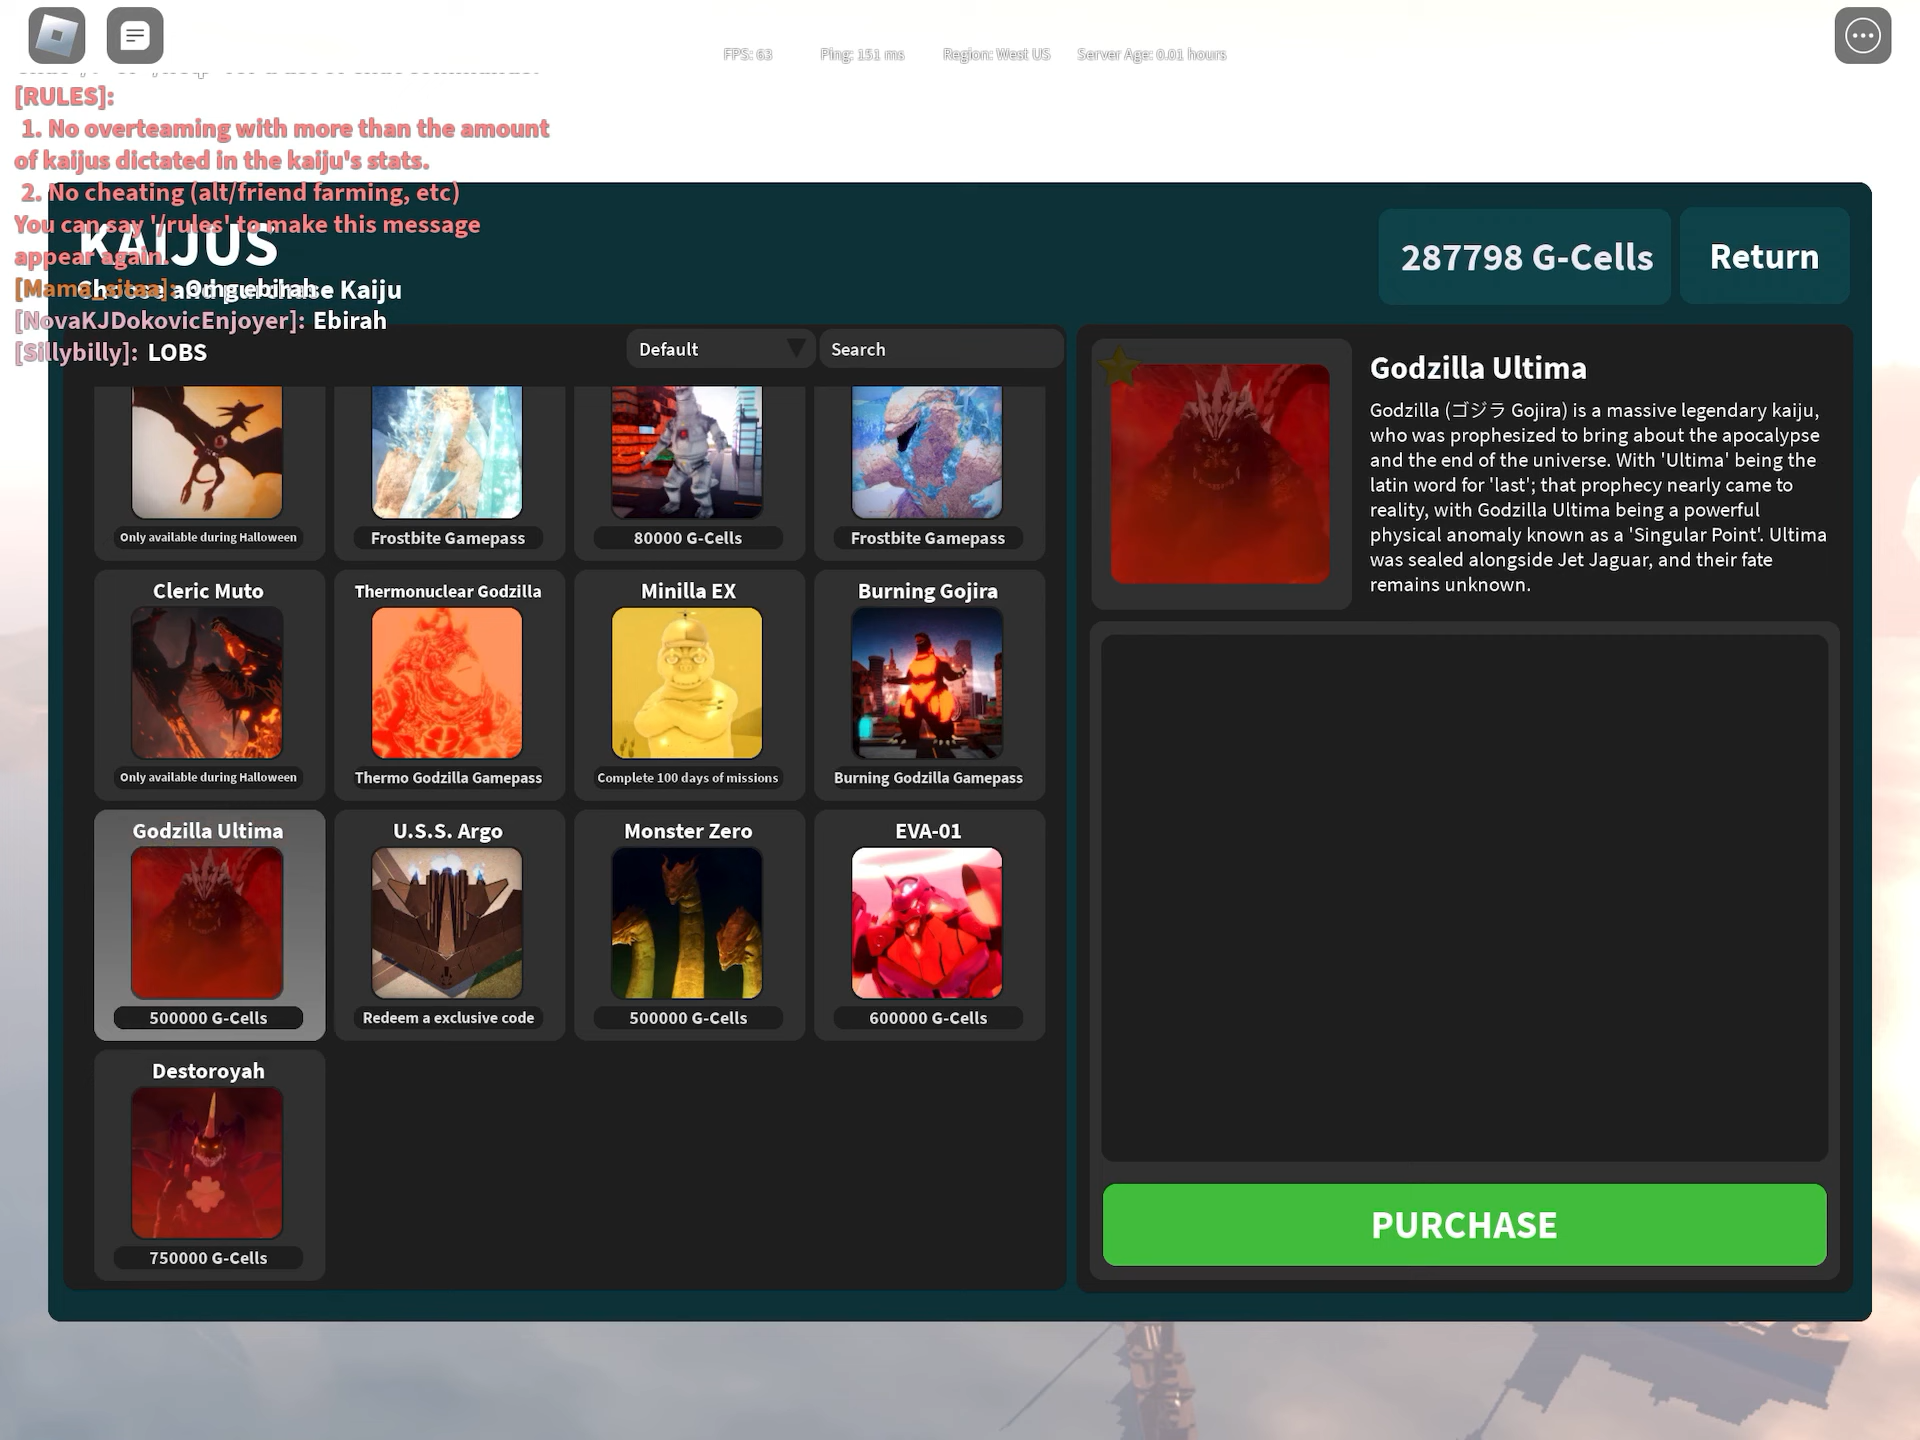 FPS: 63
Ping: 151 ms
Region: West US
Server Age: 0.01 hours
[RULES]:
1. No overteaming with more than the amount
of kaijus dictated in the kaiju's stats.
2. No cheating (alt/friend farming, etc)
You can say '/rules' to make this message
appear again.
[Mama_sitaa]: Omgebirah
[NovaKJDokovicEnjoyer]: Ebirah
[Sillybilly]: LOBS
KAIJUS
Choose and purchase Kaiju
287798 G-Cells
Return
Default
Search
Only available during Halloween
Frostbite Gamepass
80000 G-Cells
Frostbite Gamepass
Cleric Muto
Only available during Halloween
Thermonuclear Godzilla
Thermo Godzilla Gamepass
Minilla EX
Complete 100 days of missions
Burning Gojira
Burning Godzilla Gamepass
Godzilla Ultima
500000 G-Cells
U.S.S. Argo
Redeem a exclusive code
Monster Zero
500000 G-Cells
EVA-01
600000 G-Cells
Destoroyah
750000 G-Cells
Godzilla Ultima
Godzilla (ゴジラ Gojira) is a massive legendary kaiju,
who was prophesized to bring about the apocalypse
and the end of the universe. With 'Ultima' being the
latin word for 'last'; that prophecy nearly came to
reality, with Godzilla Ultima being a powerful
physical anomaly known as a 'Singular Point'. Ultima
was sealed alongside Jet Jaguar, and their fate
remains unknown.
PURCHASE